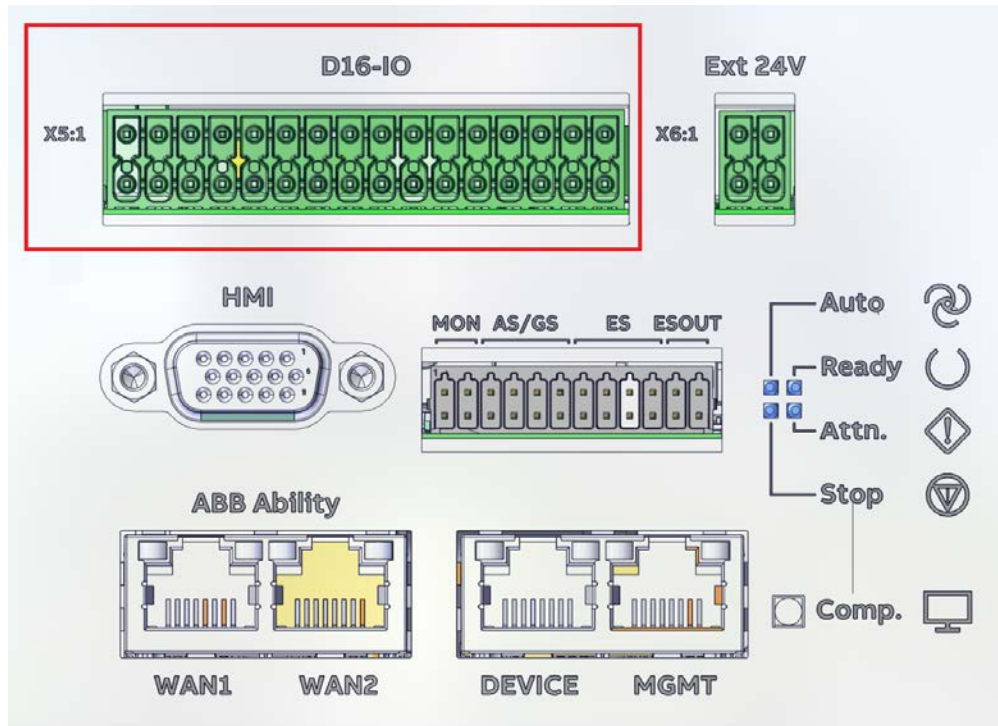 D16-IO
Ext 24V
X5:1
X6:1
HMI
MON AS/GS ES ESOUT
Auto
Ready
Attn.
Stop
ABB Ability
Comp.
WAN1 WAN2 DEVICE MGMT